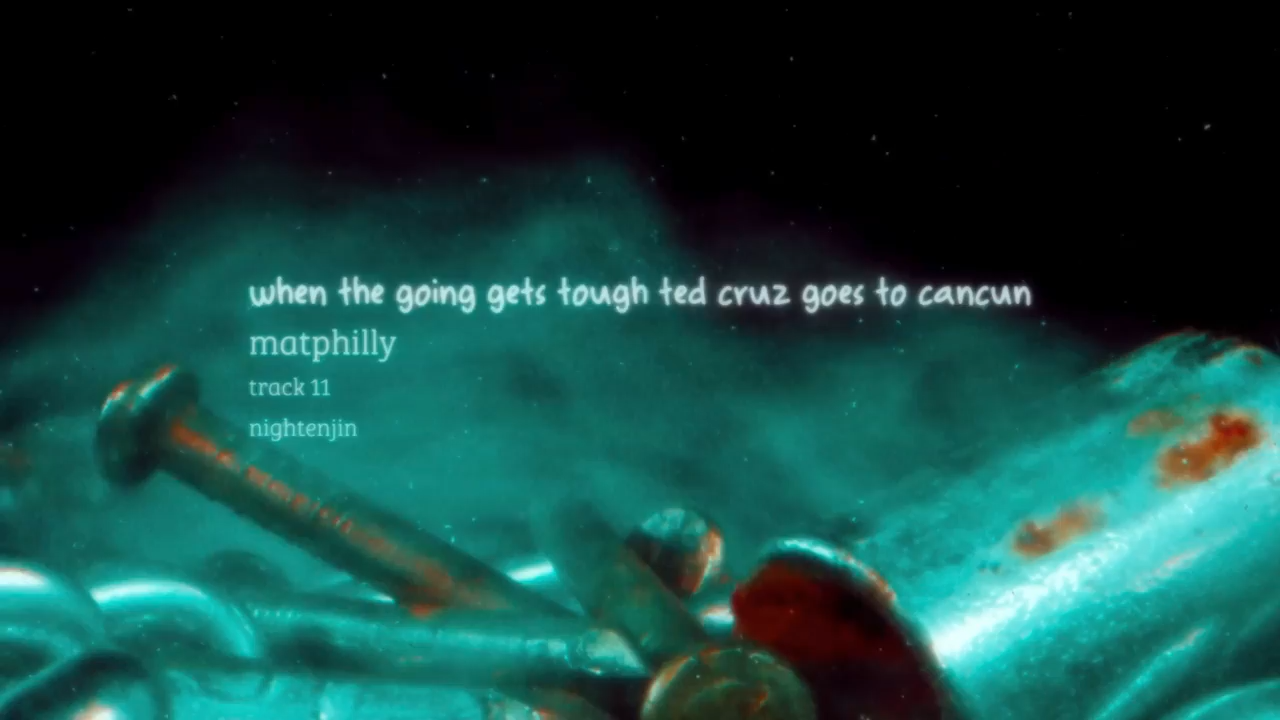 when the going gets tough ted cruz goes to cancun
matphilly
track 11
nightenjin